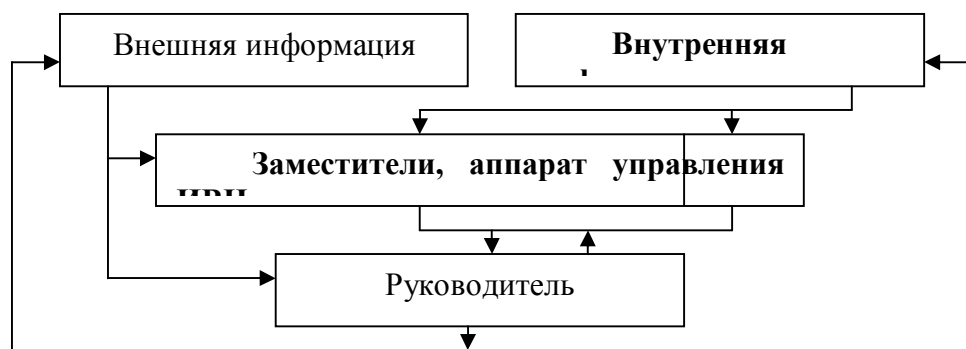 Внешняя информация
Внутренняя
Заместители, аппарат управления
Руководитель